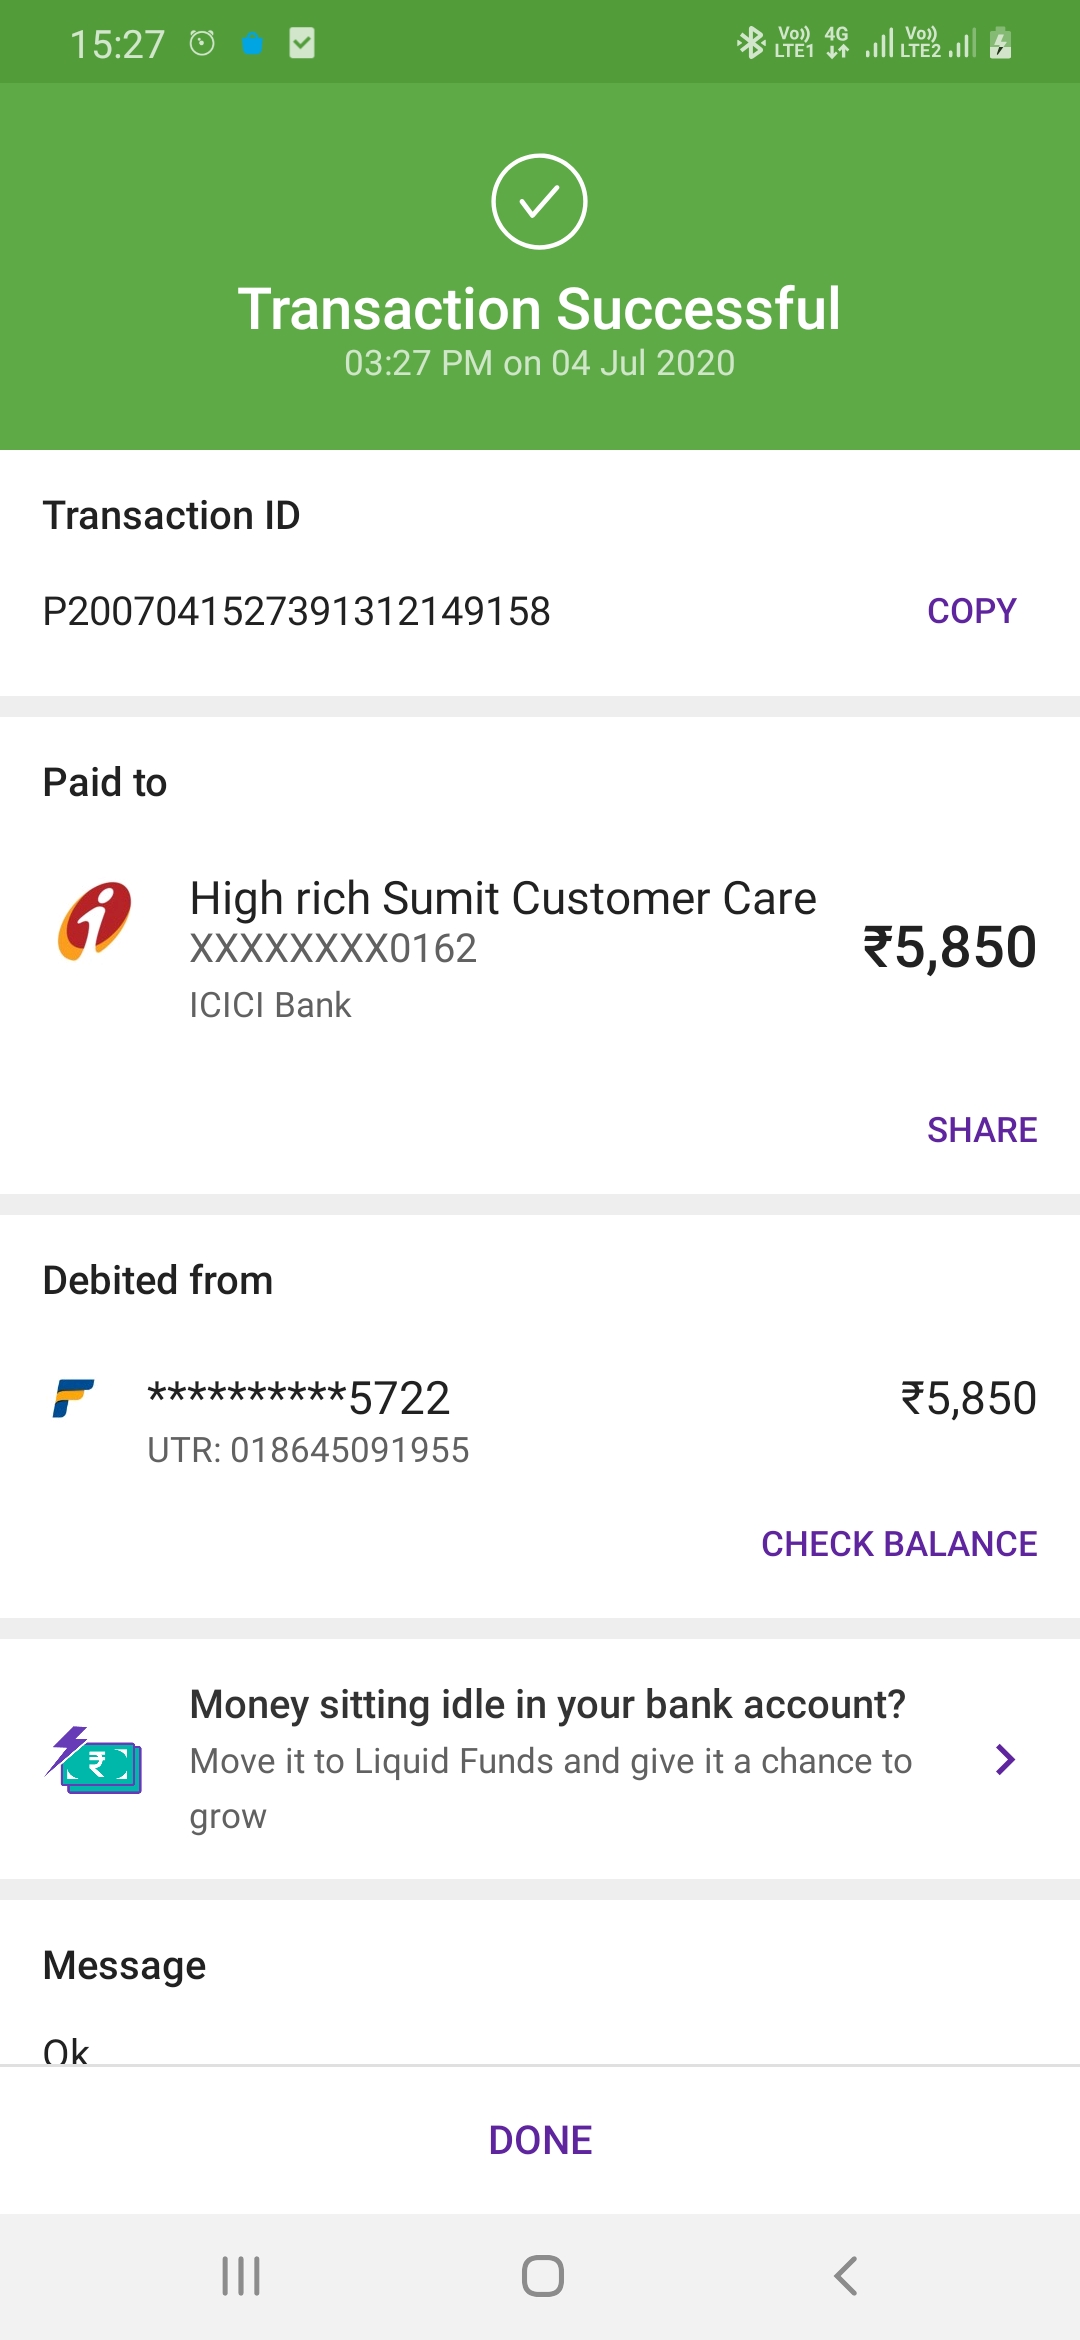 15:27
Vo)) LTE1 4G Vo)) LTE2
Transaction Successful
03:27 PM on 04 Jul 2020
Transaction ID
P2007041527391312149158
COPY
Paid to
High rich Sumit Customer Care
XXXXXXXX0162
₹5,850
ICICI Bank
SHARE
Debited from
**********5722
₹5,850
UTR: 018645091955
CHECK BALANCE
Money sitting idle in your bank account?
Move it to Liquid Funds and give it a chance to
grow
Message
Ok
DONE